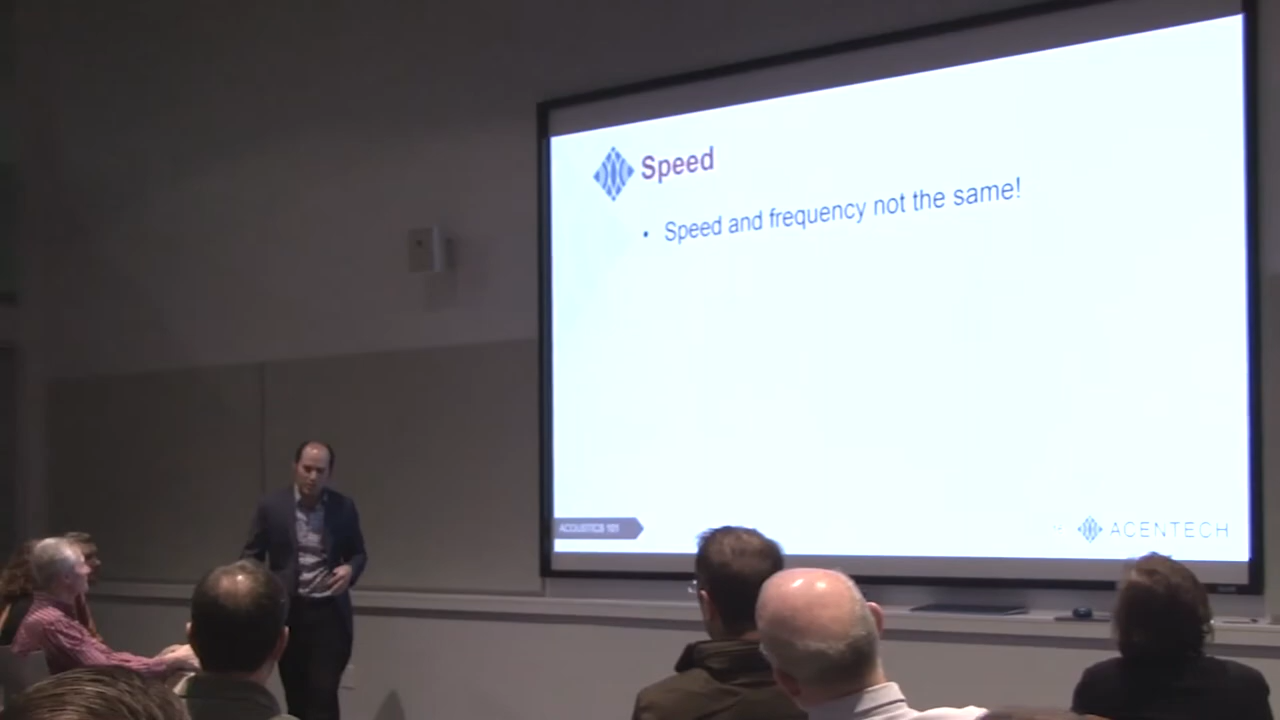 Speed
• Speed and frequency not the same!
ACOUSTICS 101
ACENTECH